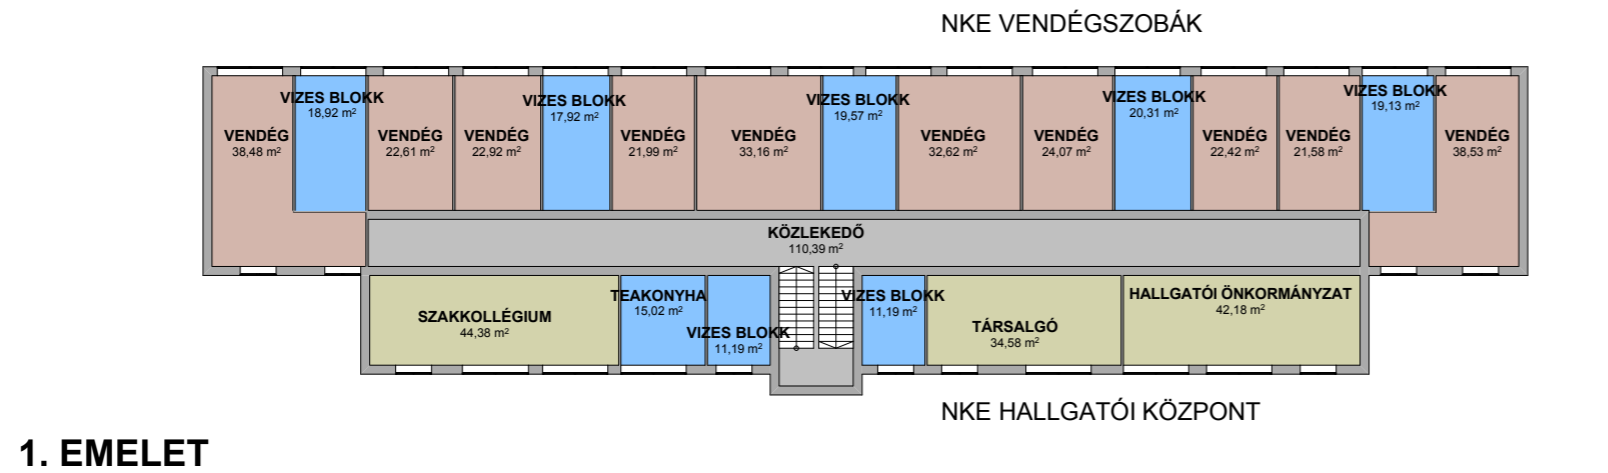 NKE VENDÉGSZOBÁK
VENDÉG
38,48 m²
VIZES BLOKK
18,92 m²
VENDÉG
22,61 m²
VENDÉG
22,92 m²
VIZES BLOKK
17,92 m²
VENDÉG
21,99 m²
VENDÉG
33,16 m²
VIZES BLOKK
19,57 m²
VENDÉG
32,62 m²
VENDÉG
24,07 m²
VIZES BLOKK
20,31 m²
VENDÉG
22,42 m²
VENDÉG
21,58 m²
VIZES BLOKK
19,13 m²
VENDÉG
38,53 m²
KÖZLEKEDŐ
110,39 m²
SZAKKOLLÉGIUM
44,38 m²
TEAKONYHA
15,02 m²
VIZES BLOKK
11,19 m²
VIZES BLOKK
11,19 m²
TÁRSALGÓ
34,58 m²
HALLGATÓI ÖNKORMÁNYZAT
42,18 m²
NKE HALLGATÓI KÖZPONT
1. EMELET